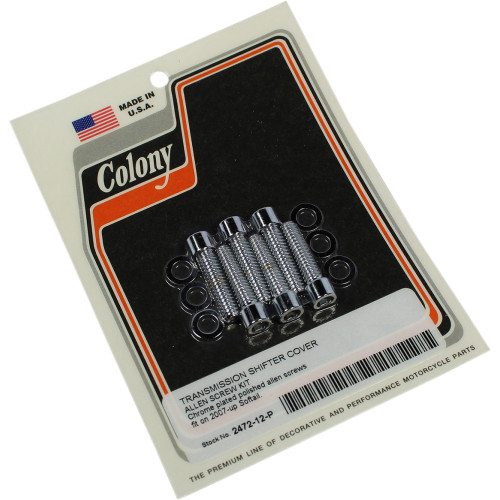 MADE IN
U.S.A.
Colony
TRANSMISSION SHIFTER COVER
ALLEN SCREW KIT
Chrome plated polished allen screws
fit on 2007-up Softail.
Stock No. 2472-12-P
THE PREMIUM LINE OF DECORATIVE AND PERFORMANCE MOTORCYCLE PARTS